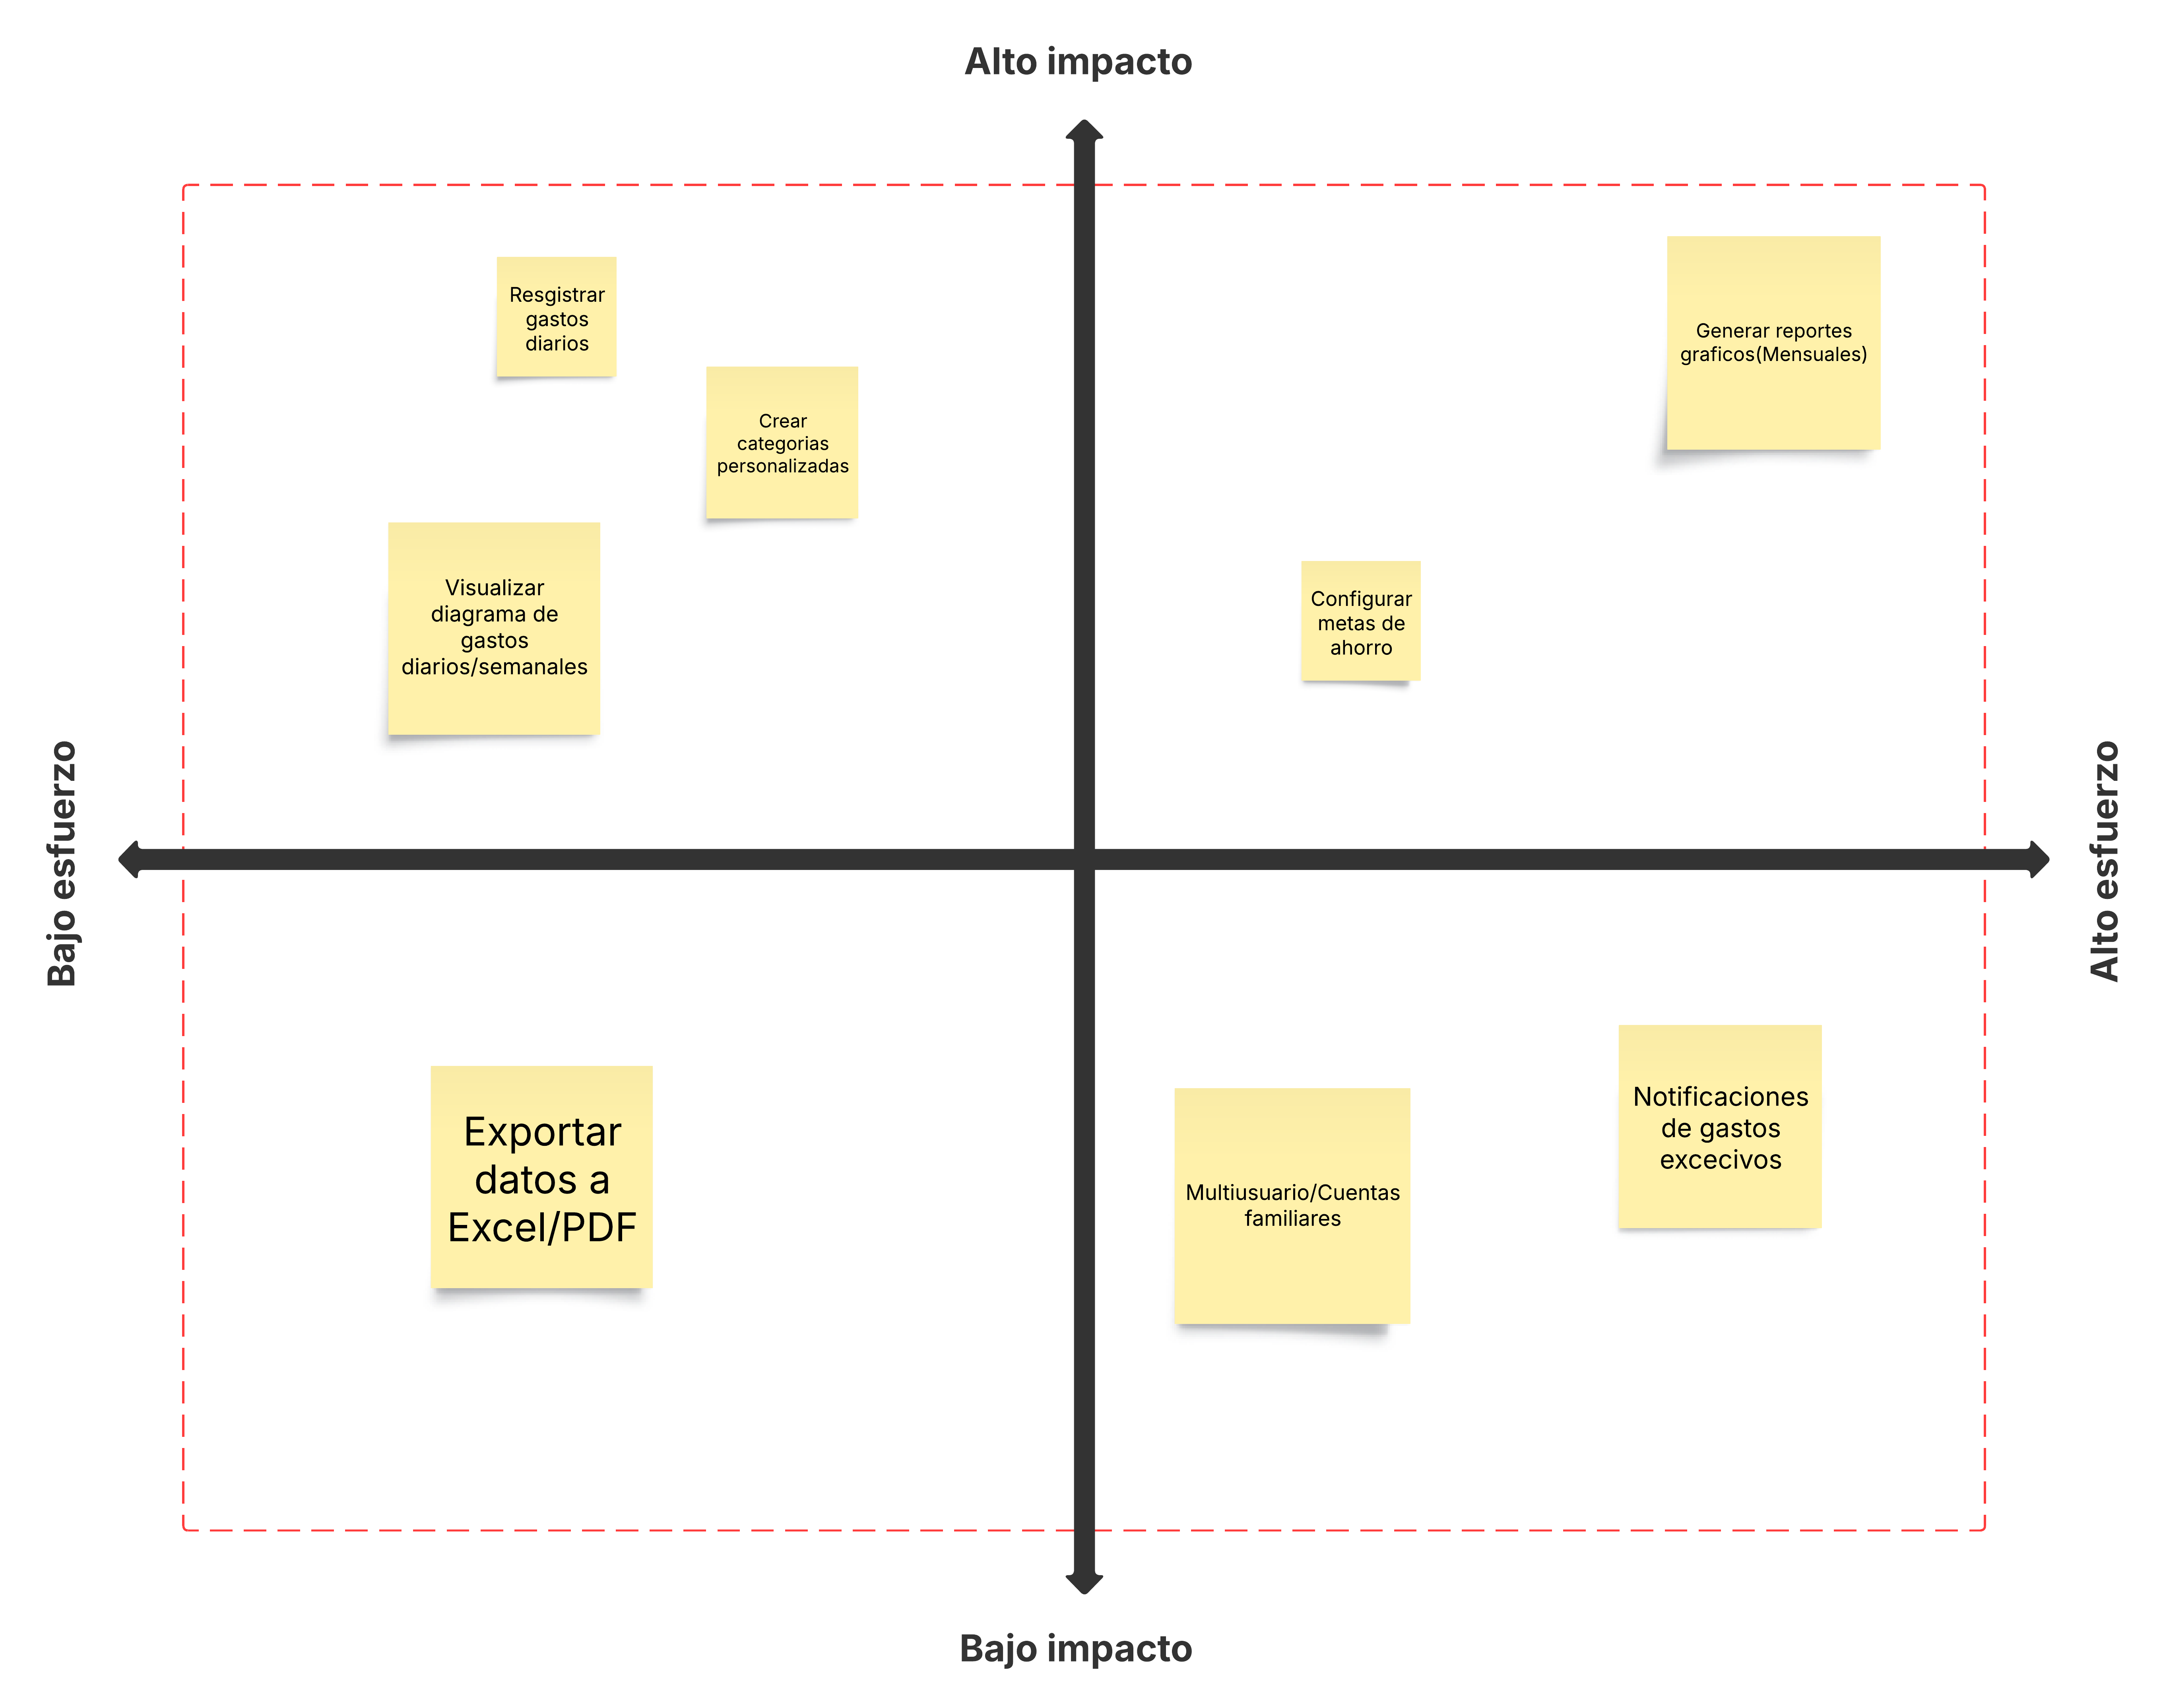 Alto impacto
Resgistrar
gastos
diarios
Crear
categorias
personalizadas
Visualizar
diagrama de
gastos
diarios/semanales
Generar reportes
graficos(Mensuales)
Configurar
metas de
ahorro
Bajo esfuerzo
Alto esfuerzo
Exportar
datos a
Excel/PDF
Multiusuario/Cuentas
familiares
Notificaciones
de gastos
excecivos
Bajo impacto